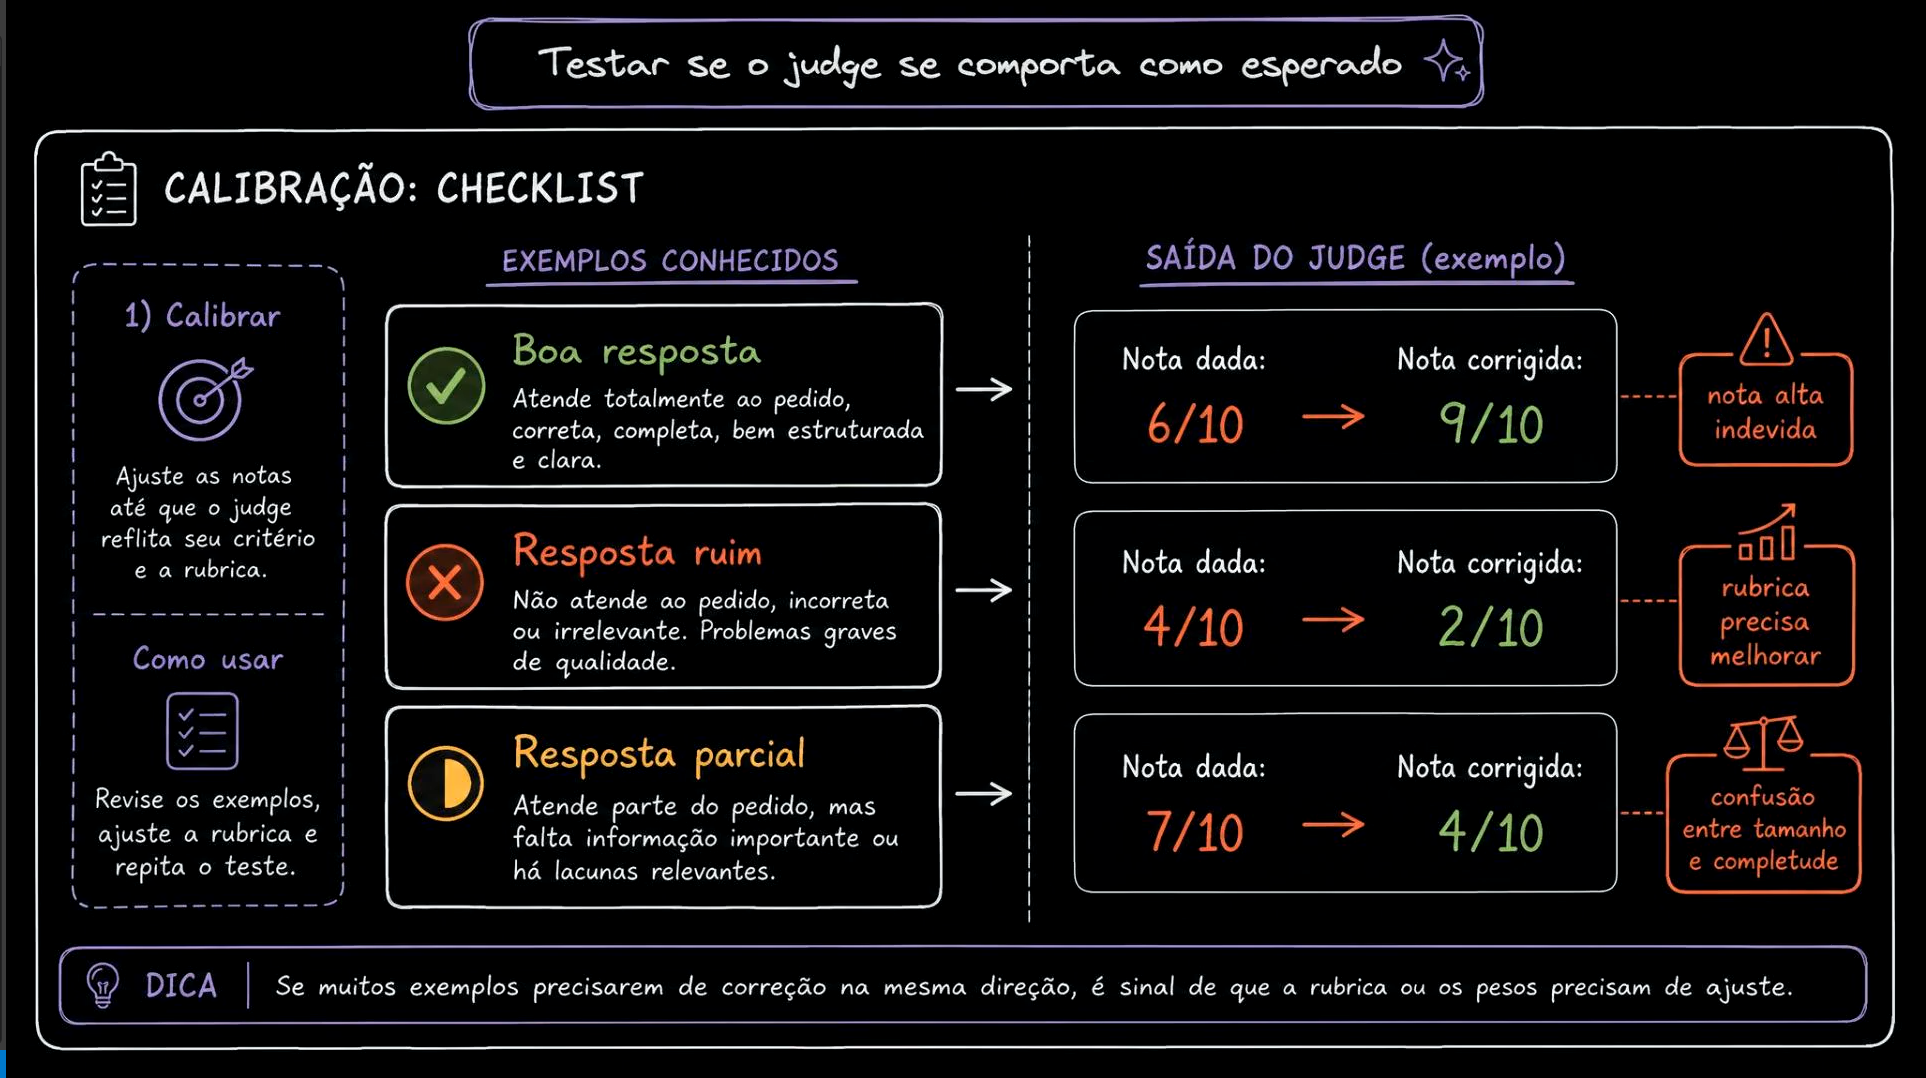 Testar se o judge se comporta como esperado
CALIBRAÇÃO: CHECKLIST
1) Calibrar
Ajuste as notas
até que o judge
reflita seu critério
e a rubrica.
Como usar
Revise os exemplos,
ajuste a rubrica e
repita o teste.
EXEMPLOS CONHECIDOS
Boa resposta
Atende totalmente ao pedido,
correta, completa, bem estruturada
e clara.
Resposta ruim
Não atende ao pedido, incorreta
ou irrelevante. Problemas graves
de qualidade.
Resposta parcial
Atende parte do pedido, mas
falta informação importante ou
há lacunas relevantes.
SAÍDA DO JUDGE (exemplo)
Nota dada: Nota corrigida:
6/10 → 9/10
nota alta
indevida
Nota dada: Nota corrigida:
4/10 → 2/10
rubrica
precisa
melhorar
Nota dada: Nota corrigida:
7/10 → 4/10
confusão
entre tamanho
e completude
DICA Se muitos exemplos precisarem de correção na mesma direção, é sinal de que a rubrica ou os pesos precisam de ajuste.